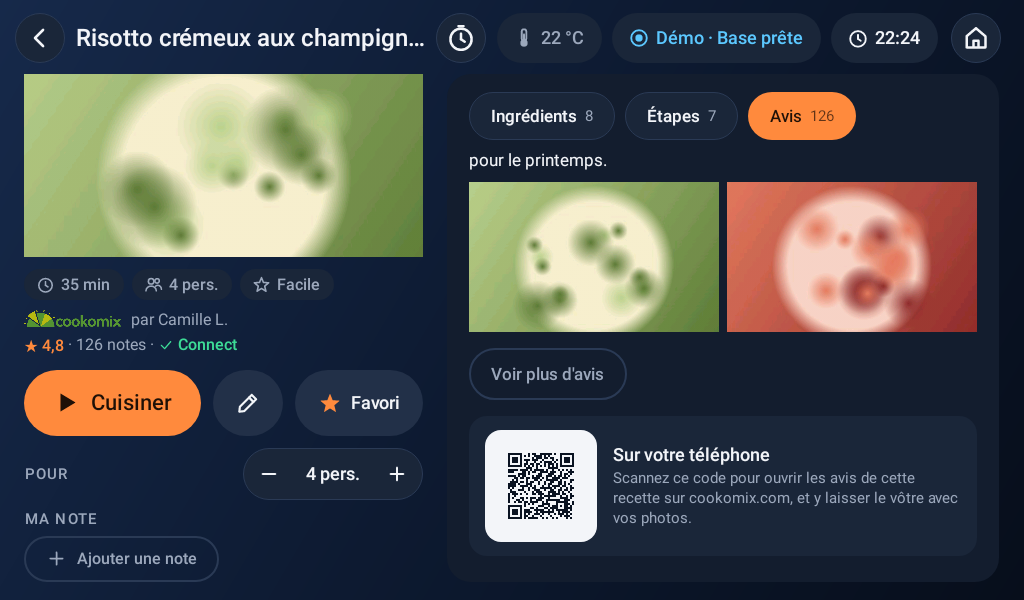 Risotto crémeux aux champign...
22 °C
Démo · Base prête
22:24
35 min
4 pers.
Facile
cookomix par Camille L.
4,8 · 126 notes · Connect
Cuisiner
Favori
POUR
4 pers.
MA NOTE
Ajouter une note
Ingrédients 8
Étapes 7
Avis 126
pour le printemps.
Voir plus d'avis
Sur votre téléphone
Scannez ce code pour ouvrir les avis de cette
recette sur cookomix.com, et y laisser le vôtre avec
vos photos.